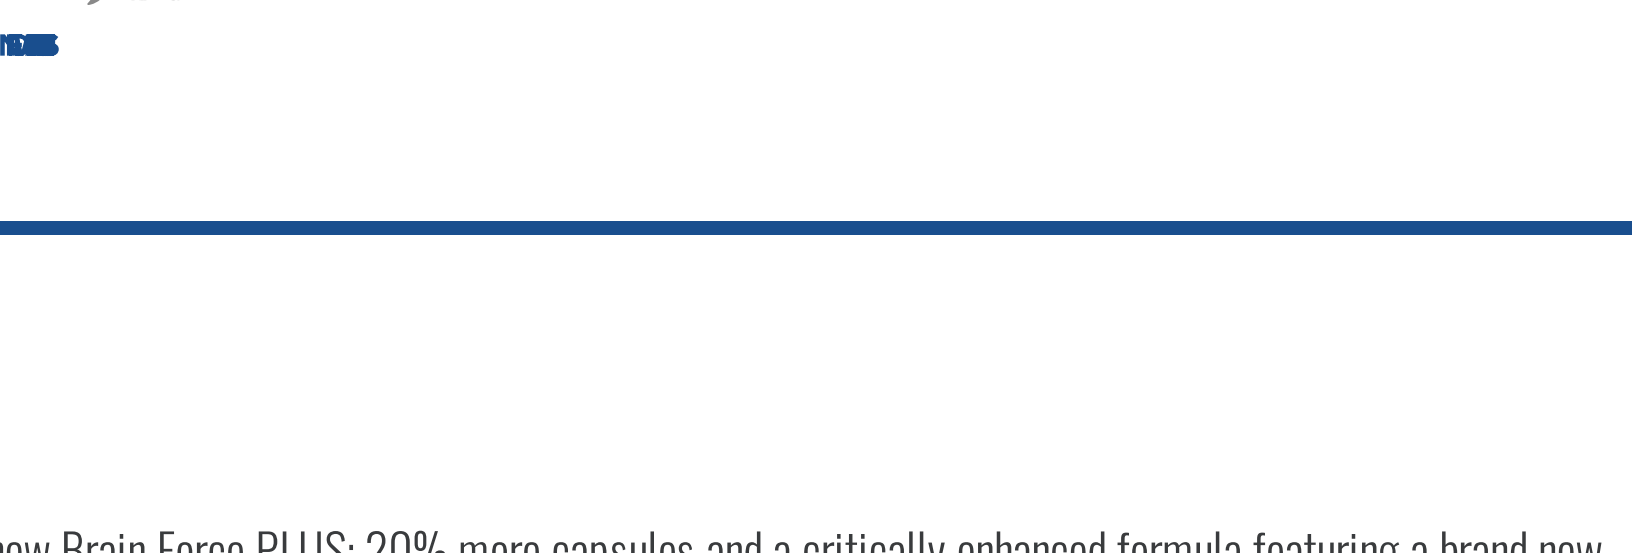 new Brain Force PLUS: 20% more capsules and a critically enhanced formula featuring a brand new